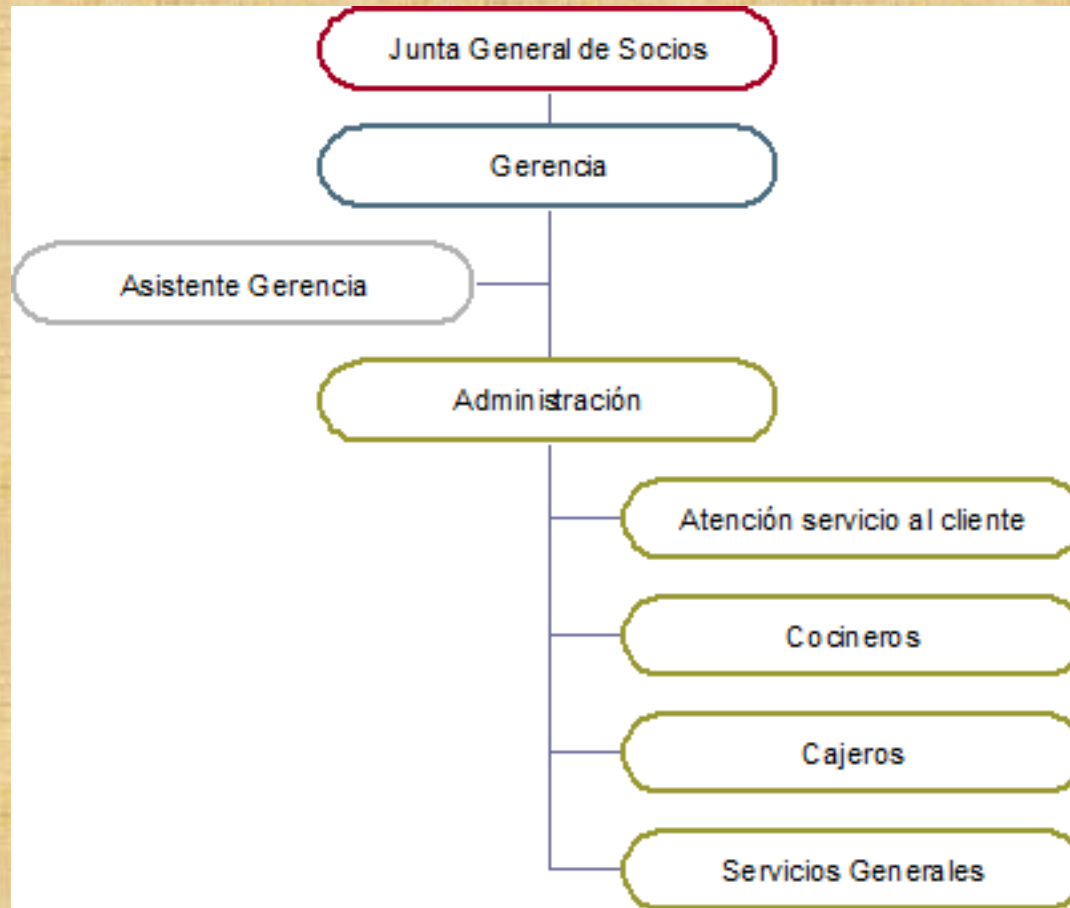 Junta General de Socios
Gerencia
Asistente Gerencia
Administración
Atención servicio al cliente
Cocineros
Cajeros
Servicios Generales